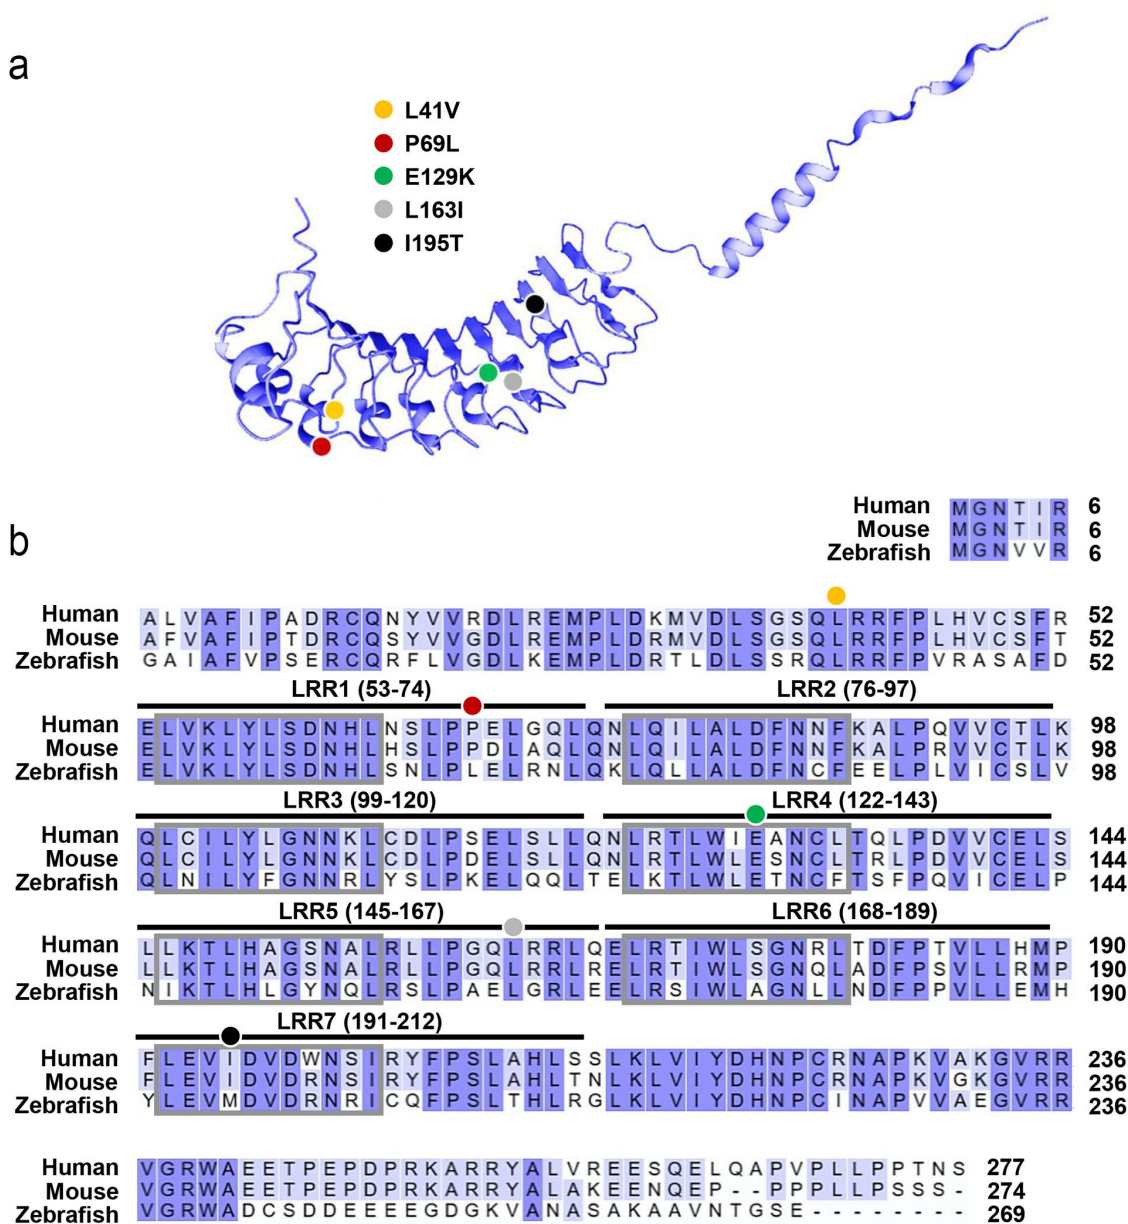 a
L41V
P69L
E129K
L163I
I195T
b
Human MGNTIR 6
Mouse MGNTIR 6
Zebrafish MGNVVR 6
Human ALVAFIPADRCQNYVVRDLREMPLDKMVDLSGSQLRRFPLHVCSFR 52
Mouse AFVAFIPTDRCQSYVVGDLREMPLDRMVDLSGSQLRRFPLHVCSFT 52
Zebrafish GAIAFVPSERCQRFLVGDLKEMPLDRTLDLSSRQLRRFPVRASAFD 52
LRR1 (53-74) LRR2 (76-97)
Human ELVKLYLSDNHLNSLPPELGQLQNLQILALDFNNFKALPQVVCTLK 98
Mouse ELVKLYLSDNHLHSLPPDLAQLQNLQILALDFNNFKALPRVVCTLK 98
Zebrafish ELVKLYLSDNHLSNLPLELRNLQKLQLLALDFNCFEELPLVICSLV 98
LRR3 (99-120) LRR4 (122-143)
Human QLCILYLGNNKLCDLPSELSLLQNLRTLWIEANCLTQLPDVVCELS 144
Mouse QLCILYLGNNKLCDLPDELSLLQNLRTLWLESNCLTRLPDVVCELS 144
Zebrafish QLNILYFGNNRLYSLPKELQQLTELKTLWLETNCFTSFPQVICELP 144
LRR5 (145-167) LRR6 (168-189)
Human LLKTLHAGSNALRLLPGQLRRLQELRTIWLSGNRLTDFPTVLLHMP 190
Mouse LLKTLHAGSNALRLLPGQLRRLRELRTIWLSGNQLADFPSVLLRMP 190
Zebrafish NIKTLHLGYNQLRSLPAELGRLEELRSIWLAGNLLNDFPPVLLEMH 190
LRR7 (191-212)
Human FLEVIDVDWNSIRYFPSLAHLSSLKLVIYDHNPCRNAPKVAKGVRR 236
Mouse FLEVIDVDRNSIRYFPSLAHLTNLKLVIYDHNPCRNAPKVGKGVRR 236
Zebrafish YLEVMDVDRNRICQFPSLTHLRGLKLVIYDHNPCINAPVVAEGVRR 236
Human VGRWAEETPEPDPRKARRYALVREESQELQAPVPLLPPTNS 277
Mouse VGRWAEETPEPDPRKARRYALAKEENQEP--PPPLLPSSS- 274
Zebrafish VGRWADCSDDEEEEGDGKVANASAKAAVNTGSE-------- 269